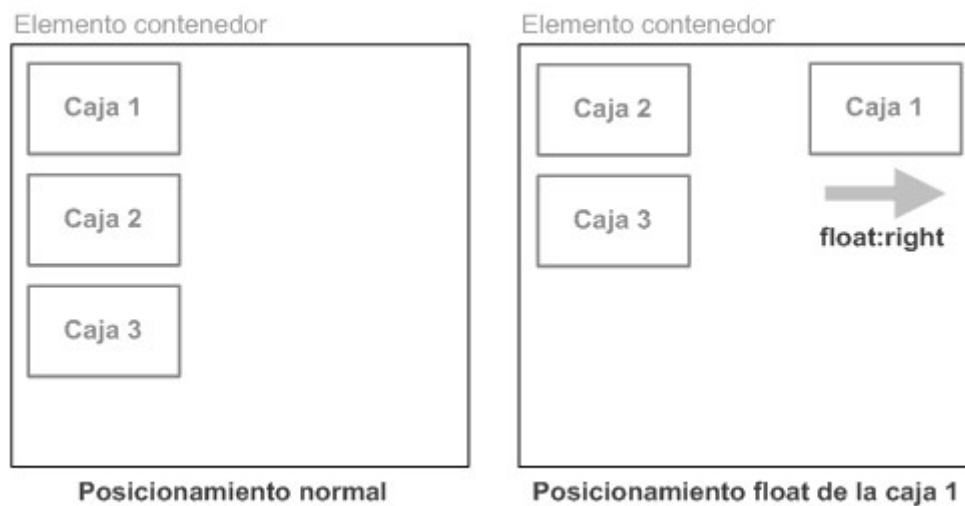 Elemento contenedor
Caja 1
Caja 2
Caja 3
Posicionamiento normal
Elemento contenedor
Caja 2
Caja 1
Caja 3
float:right
Posicionamiento float de la caja 1